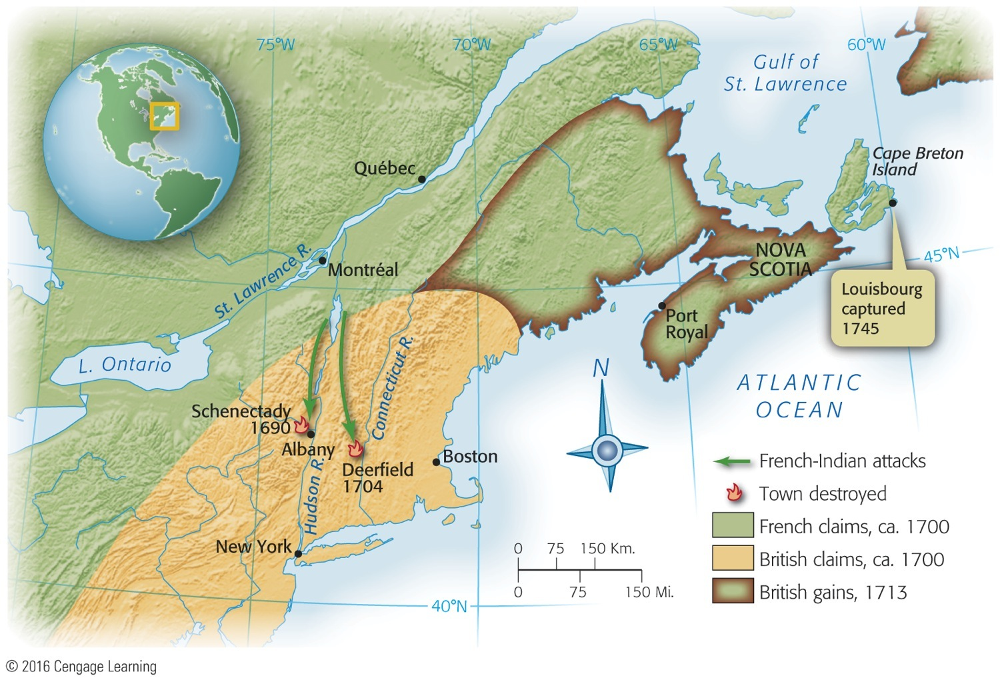 75°W
70°W
65°W
60°W
Gulf of
St. Lawrence
Québec
Cape Breton
Island
St. Lawrence R.
Montréal
NOVA
SCOTIA
45°N
Louisbourg
captured
1745
Port
Royal
L. Ontario
Connecticut R.
ATLANTIC
OCEAN
N
Schenectady
1690
Albany
Deerfield
1704
Boston
Hudson R.
New York
40°N
0 75 150 Km.
0 75 150 Mi.
French-Indian attacks
Town destroyed
French claims, ca. 1700
British claims, ca. 1700
British gains, 1713
© 2016 Cengage Learning